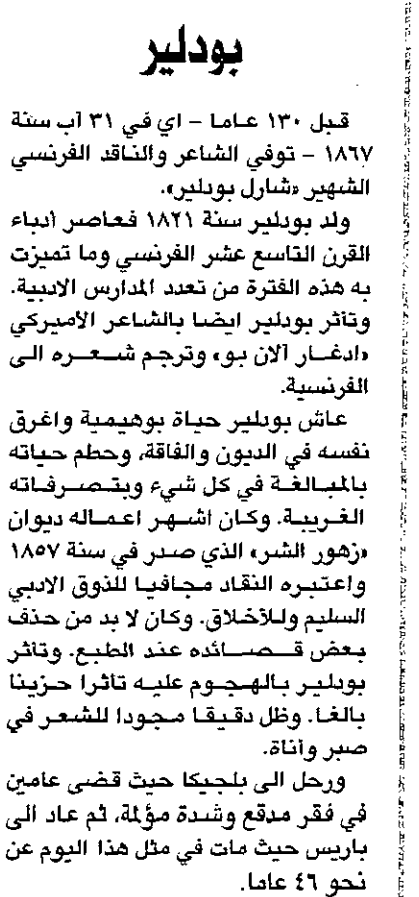 بودلير
قبل ١٣٠ عاما - اي في ٣١ آب سنة
١٨٦٧ - توفي الشاعر والناقد الفرنسي
الشهير «شارل بودلير».
ولد بودلير سنة ١٨٢١ فعاصر أدباء
القرن التاسع عشر الفرنسي وما تميزت
به هذه الفترة من تعدد المدارس الادبية.
وتأثر بودلير ايضا بالشاعر الأميركي
«ادغار آلان بو» وترجم شعره الى
الفرنسية.
عاش بودلير حياة بوهيمية واغرق
نفسه في الديون والفاقة، وحطم حياته
بالمبالغة في كل شيء وبتصرفاته
الغريبة. وكان اشهر اعماله ديوان
«زهور الشر» الذي صدر في سنة ١٨٥٧
واعتبره النقاد مجافيا للذوق الادبي
السليم وللأخلاق. وكان لا بد من حذف
بعض قصائده عند الطبع. وتأثر
بودلير بالهجوم عليه تأثرا حزينا
بالغا. وظل دقيقا مجودا للشعر في
صبر وأناة.
ورحل الى بلجيكا حيث قضى عامين
في فقر مدقع وشدة مؤلمة، ثم عاد الى
باريس حيث مات في مثل هذا اليوم عن
نحو ٤٦ عاما.